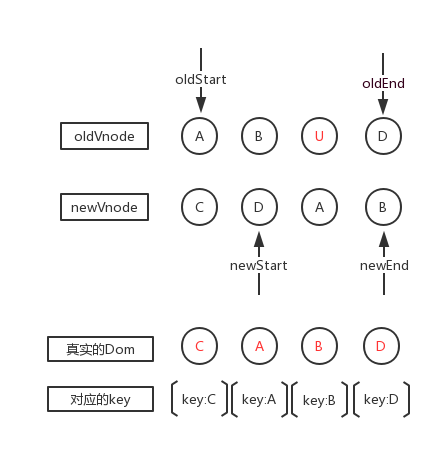 oldStart
oldEnd
oldVnode A B U D
newVnode C D A B
newStart newEnd
真实的Dom C A B D
对应的key key:C key:A key:B key:D